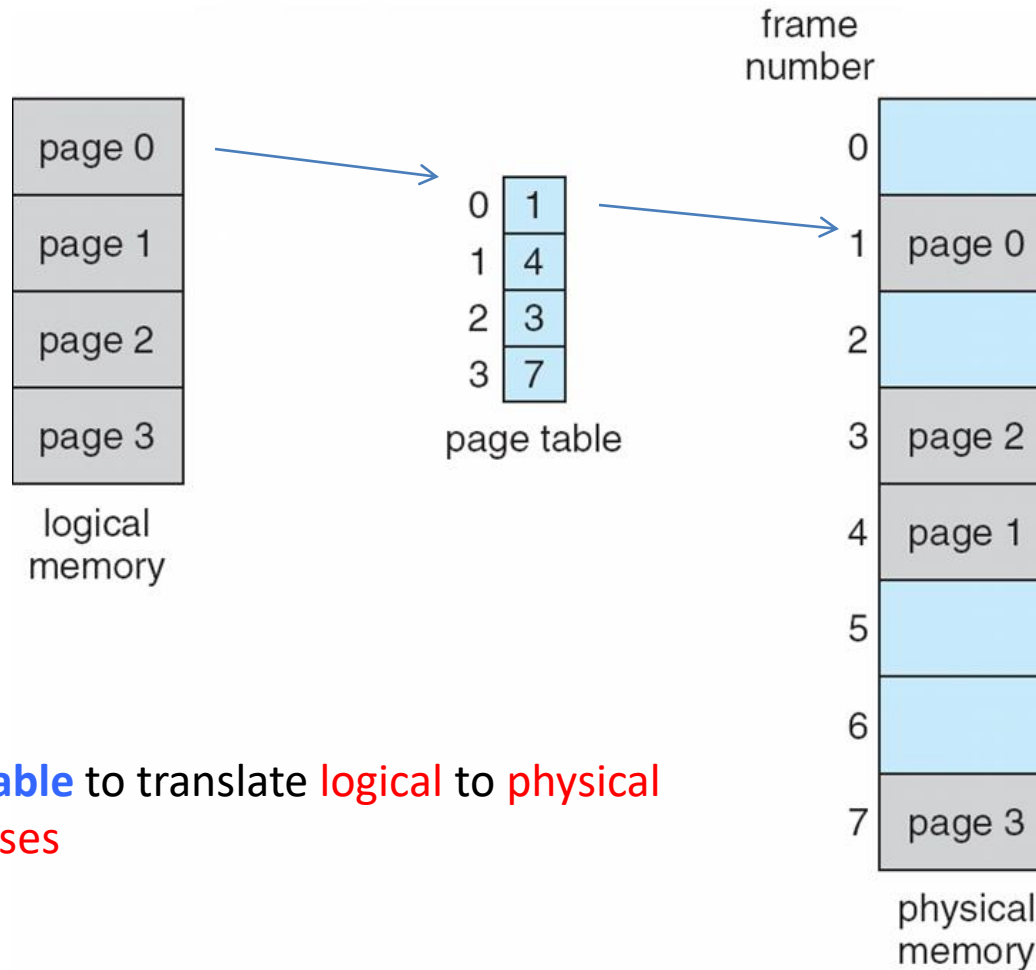 frame
number
page 0
page 1
page 2
page 3
logical
memory
0 1
1 4
2 3
3 7
page table
0
1 page 0
2
3 page 2
4 page 1
5
6
7 page 3
physical
memory
able to translate logical to physical
ses